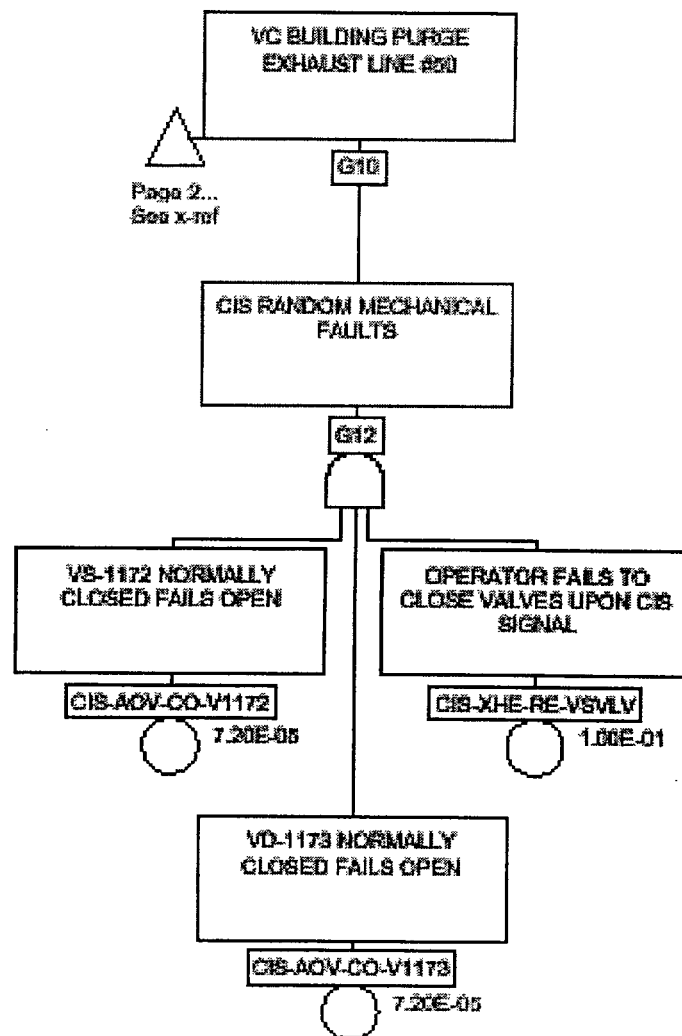 VC BUILDING PURGE
EXHAUST LINE #50
G10
Page 2...
See x-ref
CIS RANDOM MECHANICAL
FAULTS
G12
VS-1172 NORMALLY
CLOSED FAILS OPEN
OPERATOR FAILS TO
CLOSE VALVES UPON CIS
SIGNAL
CIS-AOV-CO-V1172
7.20E-05
CIS-XHE-RE-VSVLV
1.00E-01
VD-1173 NORMALLY
CLOSED FAILS OPEN
CIS-AOV-CO-V1173
7.20E-05